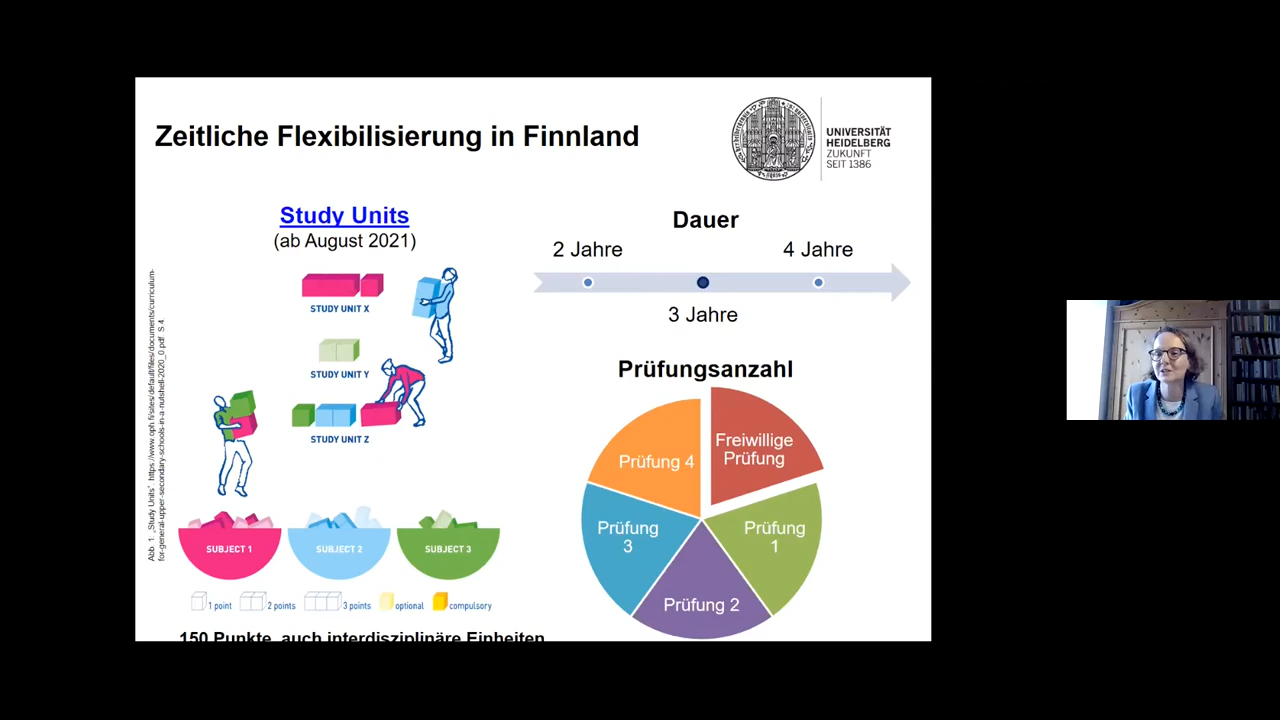 Zeitliche Flexibilisierung in Finnland
UNIVERSITÄT
HEIDELBERG
ZUKUNFT
SEIT 1386
Study Units
(ab August 2021)
STUDY UNIT X
STUDY UNIT Y
STUDY UNIT Z
SUBJECT 1
SUBJECT 2
SUBJECT 3
1 point
2 points
3 points
optional
compulsory
150 Punkte, auch interdisziplinäre Einheiten
Abb. 1: „Study Units“ https://www.oph.fi/sites/default/files/documents/curriculum-
for-general-upper-secondary-schools-in-a-nutshell-2020_0.pdf. S 4.
Dauer
2 Jahre
4 Jahre
3 Jahre
Prüfungsanzahl
Freiwillige
Prüfung
Prüfung 4
Prüfung
3
Prüfung
1
Prüfung 2